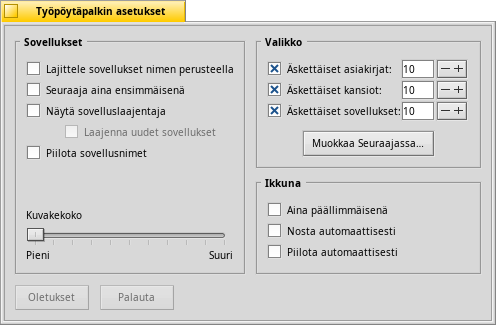 Työpöytäpalkin asetukset
Sovellukset
Lajittele sovellukset nimen perusteella
Seuraaja aina ensimmäisenä
Näytä sovelluslaajentaja
Laajenna uudet sovellukset
Piilota sovellusnimet
Kuvakekoko
Pieni Suuri
Valikko
Äskettäiset asiakirjat: 10
Äskettäiset kansiot: 10
Äskettäiset sovellukset: 10
Muokkaa Seuraajassa...
Ikkuna
Aina päällimmäisenä
Nosta automaattisesti
Piilota automaattisesti
Oletukset Palauta